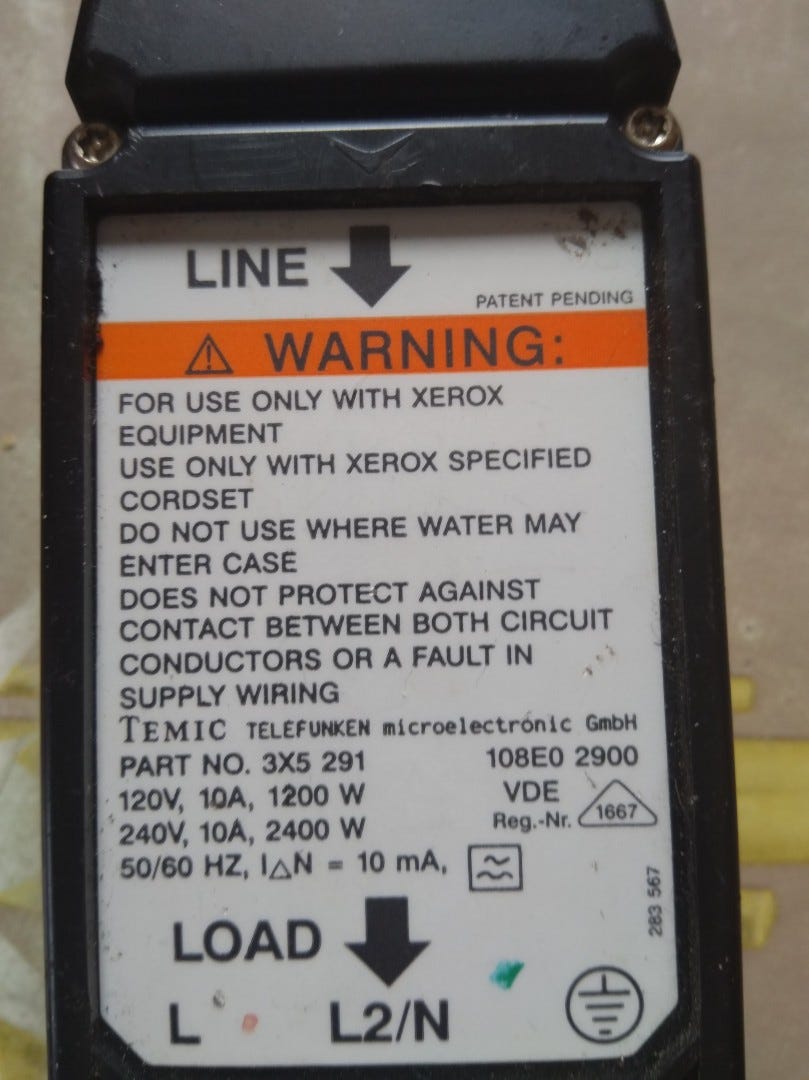 LINE
PATENT PENDING
WARNING:
FOR USE ONLY WITH XEROX
EQUIPMENT
USE ONLY WITH XEROX SPECIFIED
CORDSET
DO NOT USE WHERE WATER MAY
ENTER CASE
DOES NOT PROTECT AGAINST
CONTACT BETWEEN BOTH CIRCUIT
CONDUCTORS OR A FAULT IN
SUPPLY WIRING
TEMIC TELEFUNKEN microelectronic GmbH
PART NO. 3X5 291 108E0 2900
120V, 10A, 1200 W VDE
240V, 10A, 2400 W Reg.-Nr. 1667
50/60 HZ, I△N = 10 mA,
283 567
LOAD
L L2/N